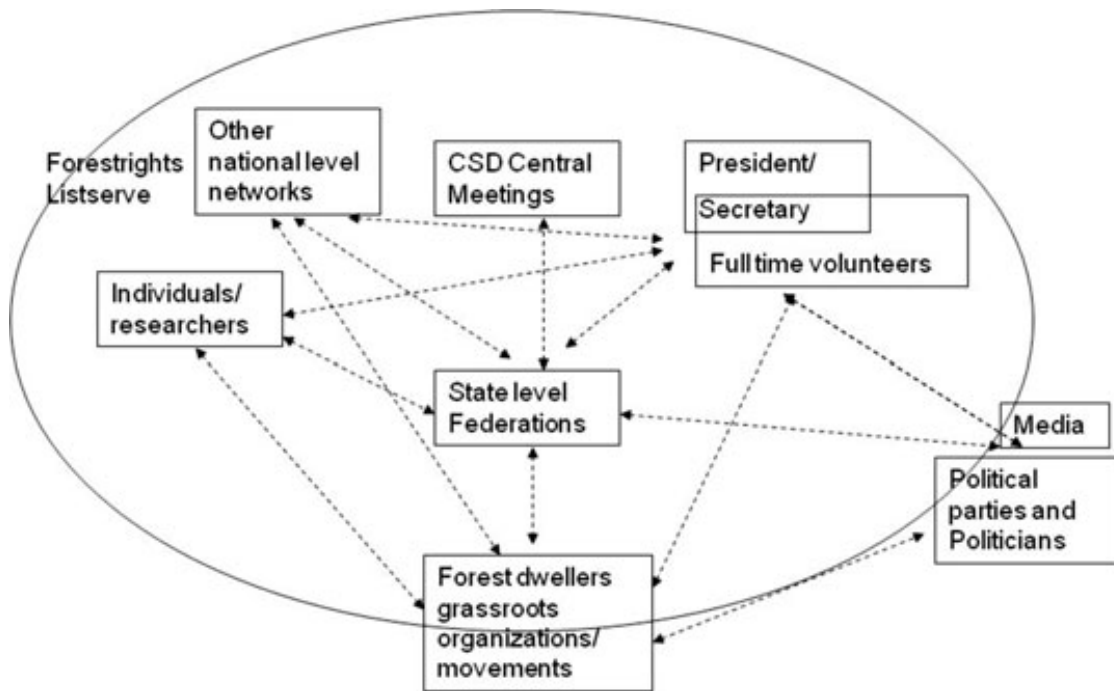 Forestrights
Listserve
Other
national level
networks
CSD Central
Meetings
President/
Secretary
Full time volunteers
Individuals/
researchers
State level
Federations
Media
Political
parties and
Politicians
Forest dwellers
grassroots
organizations/
movements